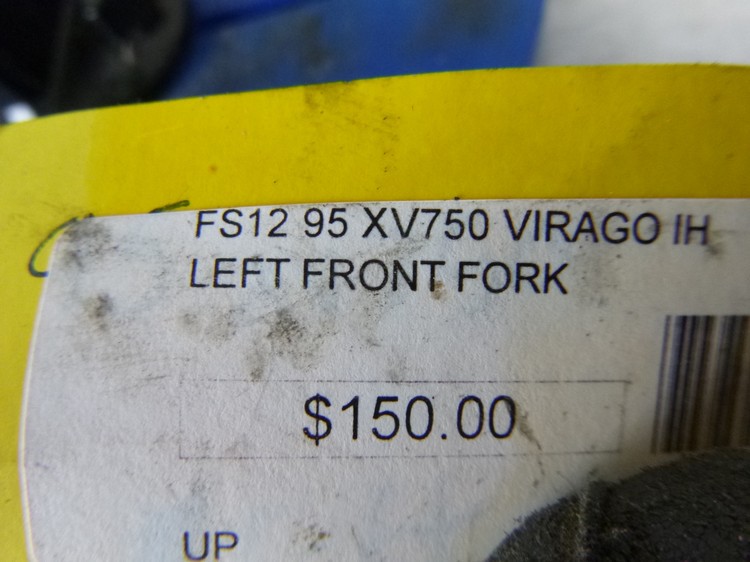 FS12 95 XV750 VIRAGO IH
LEFT FRONT FORK
$150.00
UP